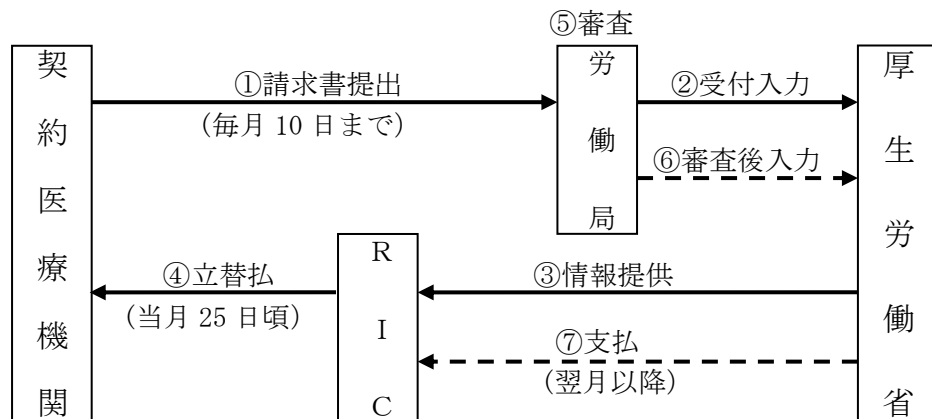 ⑤審査
契約医療機関
労働局
厚生労働省
①請求書提出
(毎月 10 日まで)
②受付入力
⑥審査後入力
RIC
④立替払
(当月 25 日頃)
③情報提供
⑦支払
(翌月以降)